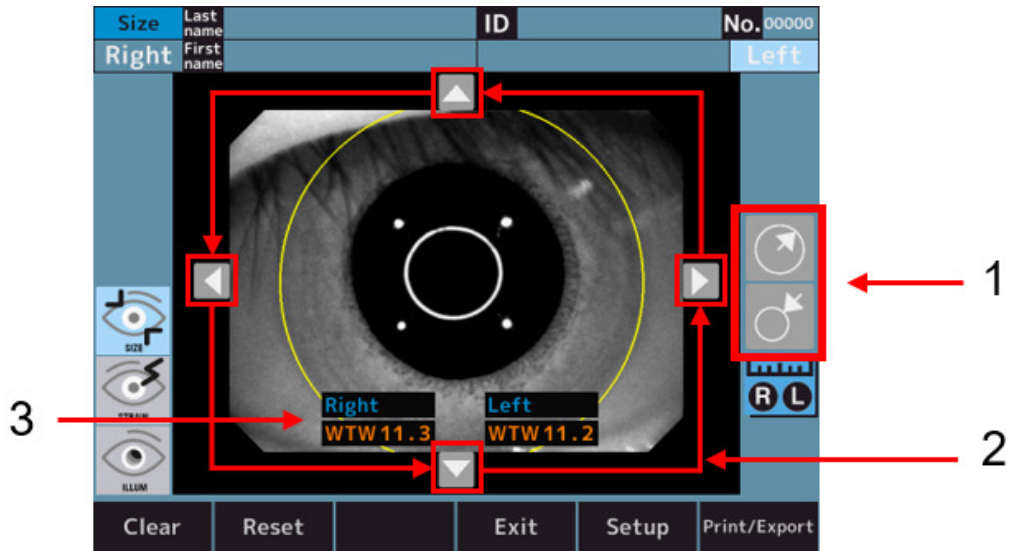 Size Last name ID No. 00000
Right First name Left
1
SIZE
R L
STRAIN
Right Left
3
WTW 11.3 WTW 11.2
2
ILLUM
Clear Reset Exit Setup Print/Export